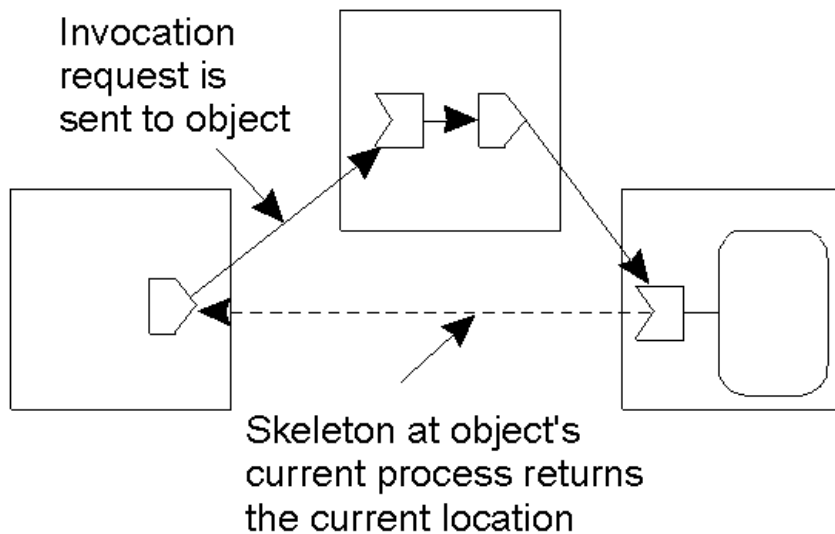 Invocation
request is
sent to object
Skeleton at object's
current process returns
the current location